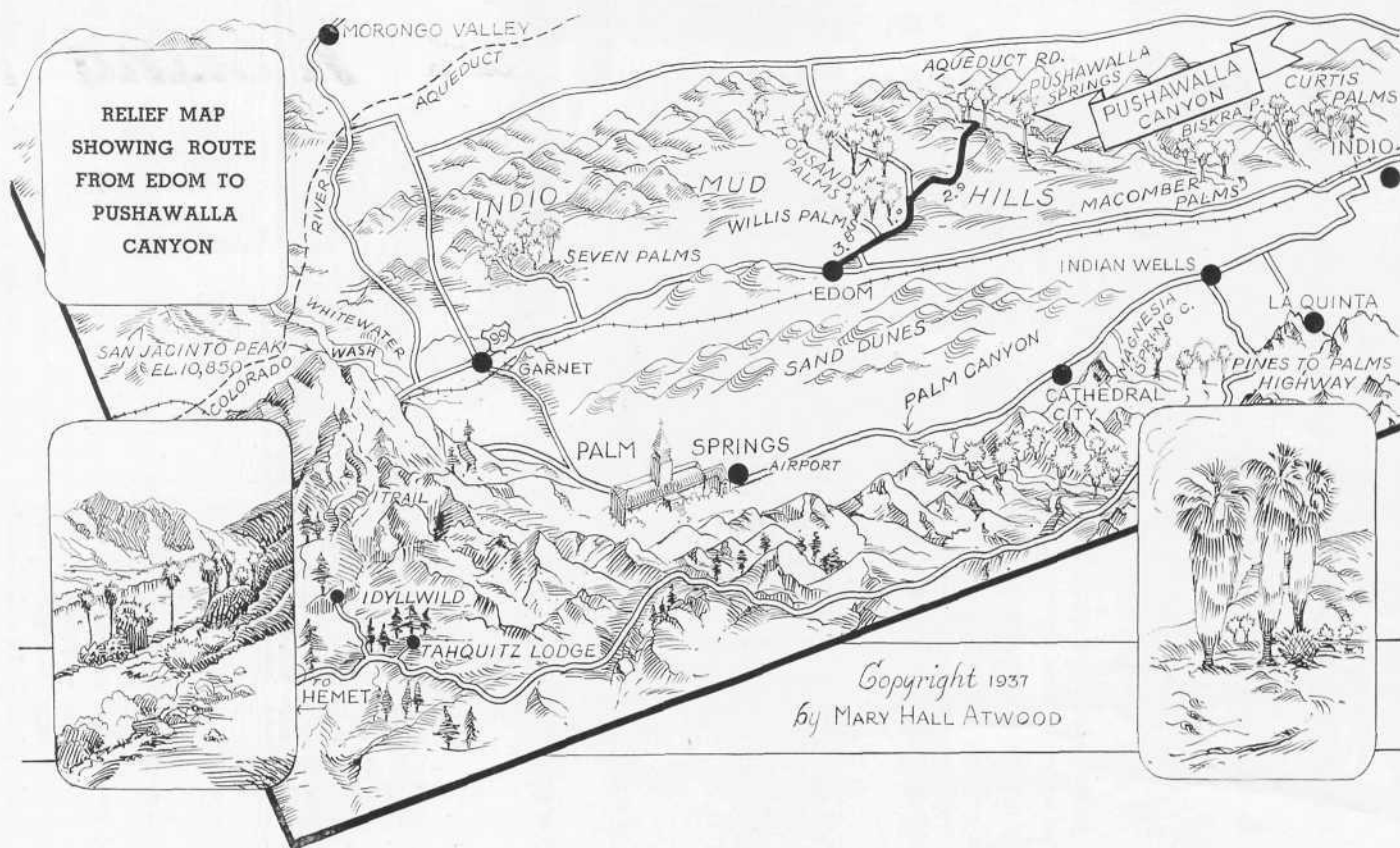 RELIEF MAP
SHOWING ROUTE
FROM EDOM TO
PUSHAWALLA
CANYON
MORONGO VALLEY
AQUEDUCT
RIVER
AQUEDUCT RD.
PUSHAWALLA
SPRINGS
PUSHAWALLA
CANYON
CURTIS
PALMS
BISKRA P.
INDIO
INDIO
MUD
HILLS
OUSAND
PALMS
WILLIS PALMS
3.6
2.9
MACOMBER
PALMS
SEVEN PALMS
EDOM
INDIAN WELLS
LA QUINTA
WHITEWATER
WASH
SAN JACINTO PEAK
EL. 10,850
COLORADO
99
GARNET
SAND DUNES
PALM CANYON
MAGNESIA
SPRING C.
CATHEDRAL
CITY
PINES TO PALMS
HIGHWAY
PALM SPRINGS
AIRPORT
TRAIL
IDYLLWILD
TAHQUITZ LODGE
TO
HEMET
Copyright 1937
by MARY HALL ATWOOD